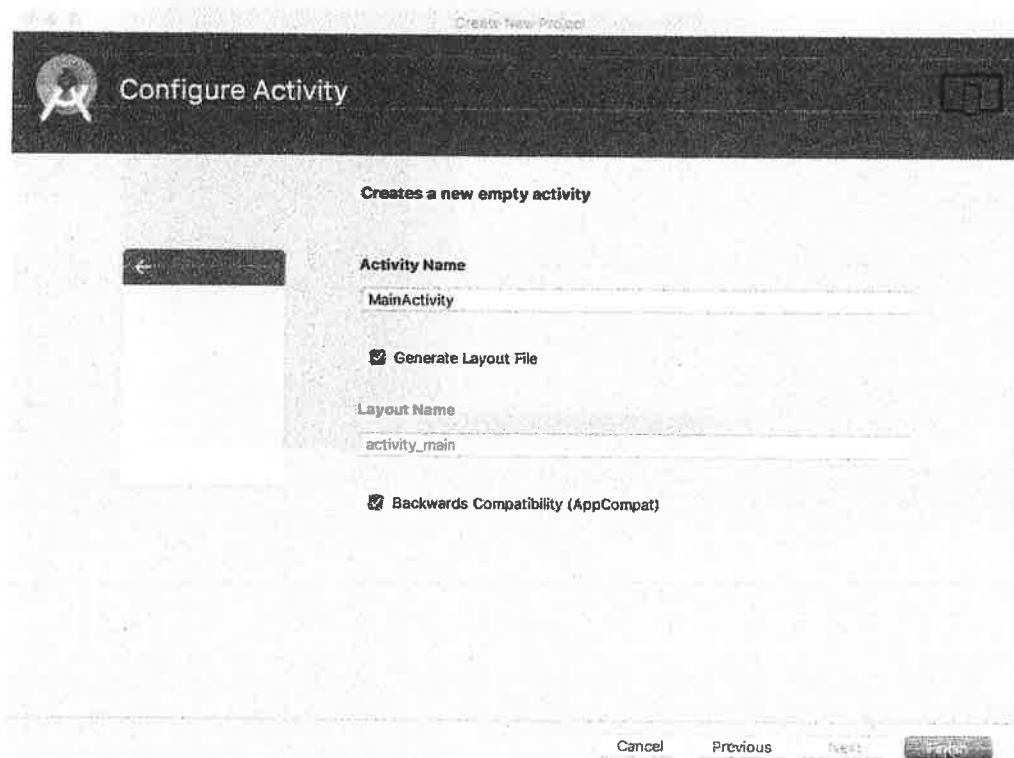 Create New Project
Configure Activity
Creates a new empty activity
Activity Name
MainActivity
Generate Layout File
Layout Name
activity_main
Backwards Compatibility (AppCompat)
Cancel
Previous
Next
Finish